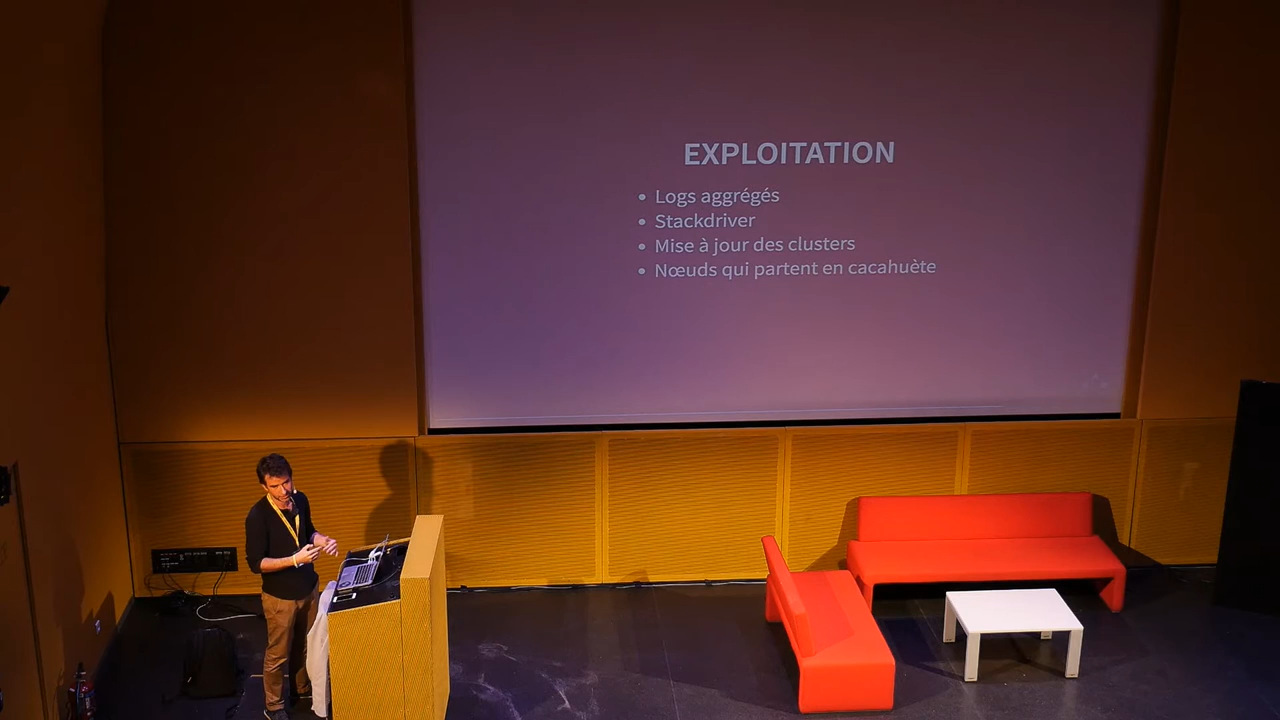 EXPLOITATION
• Logs aggrégés
• Stackdriver
• Mise à jour des clusters
• Nœuds qui partent en cacahuète